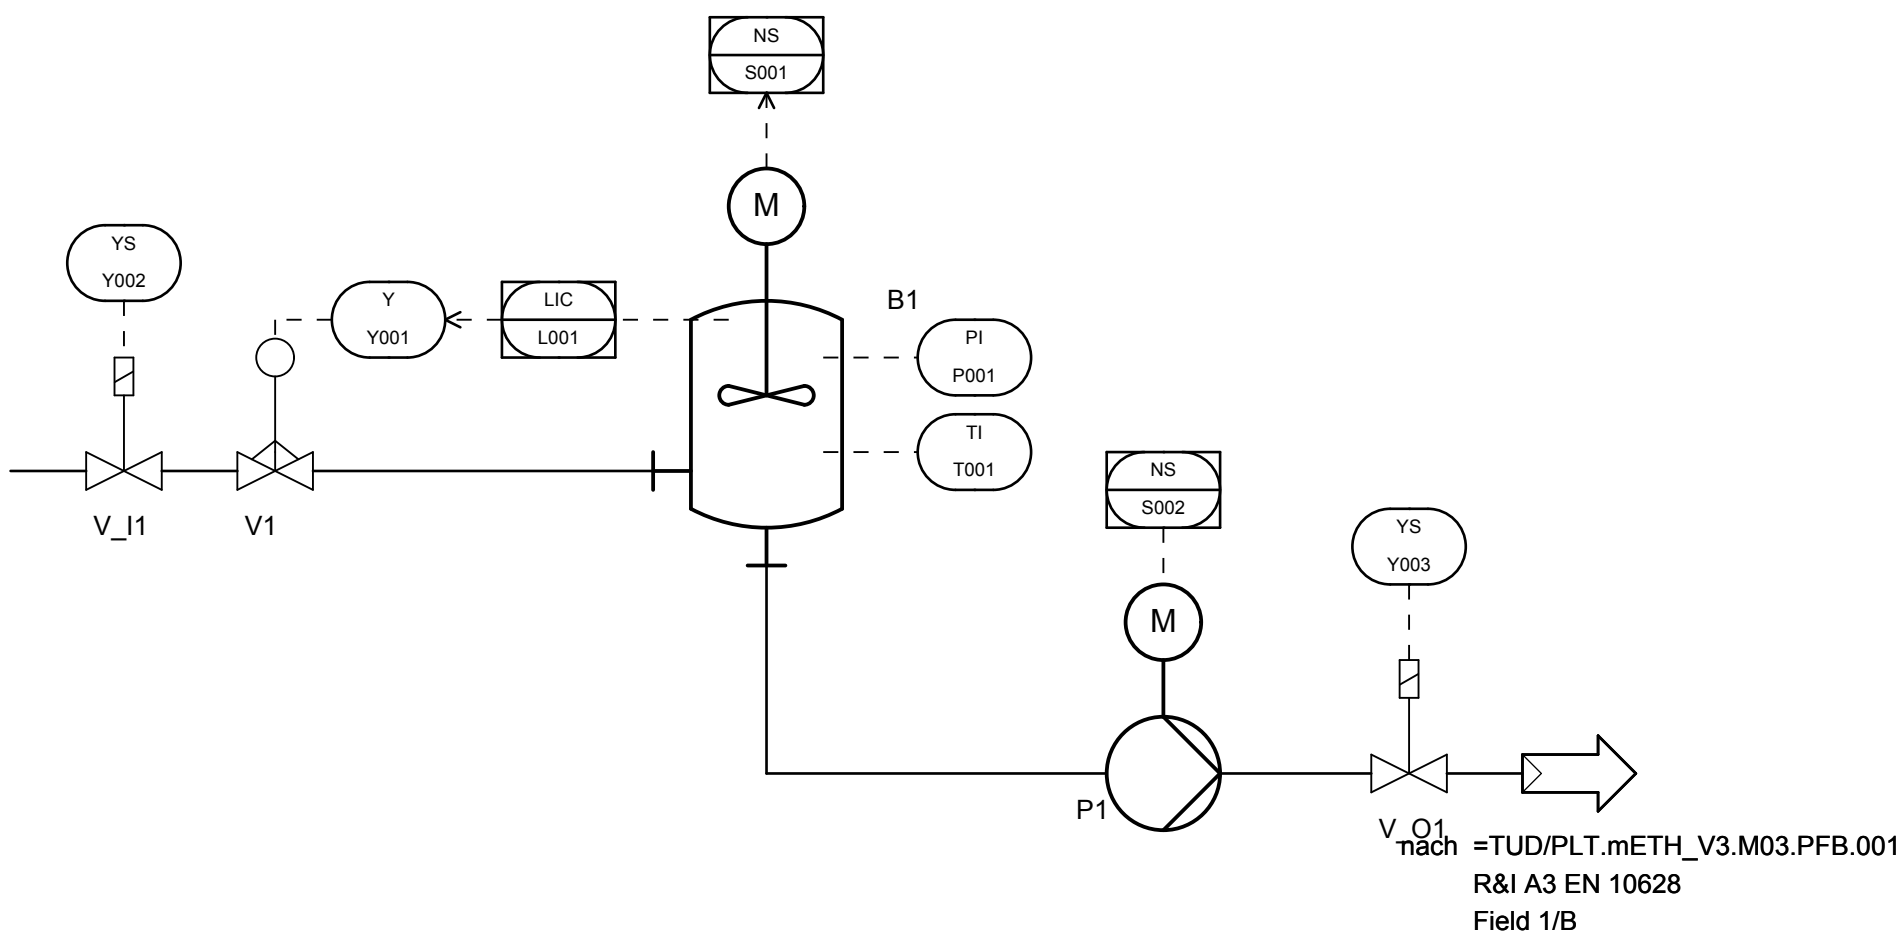 NS
S001
M
YS
Y002
Y
Y001
LIC
L001
B1
PI
P001
TI
T001
V_I1
V1
NS
S002
M
YS
Y003
P1
V_O1
nach =TUD/PLT.mETH_V3.M03.PFB.001
R&I A3 EN 10628
Field 1/B